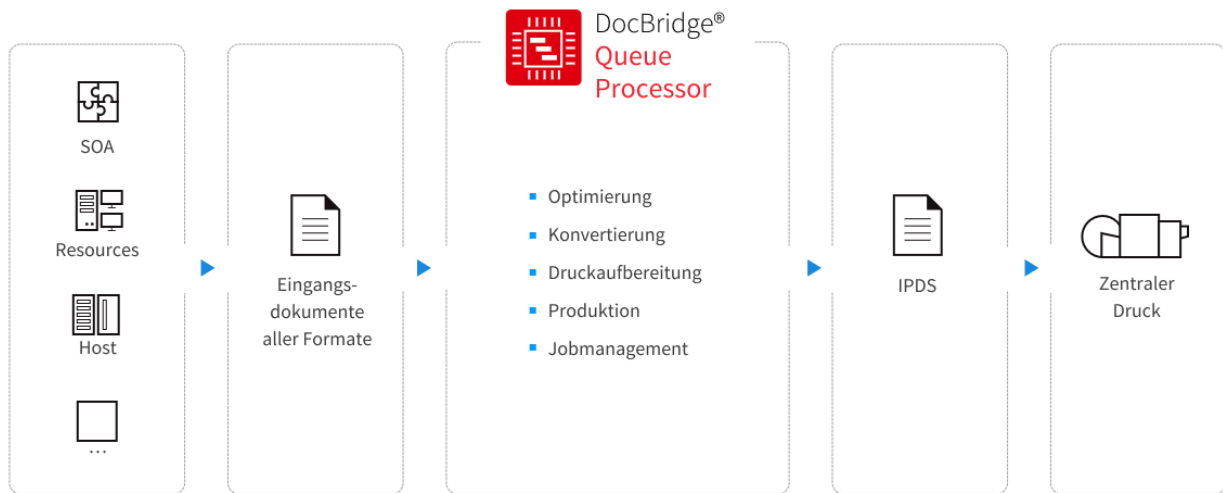 SOA
Resources
Host
...
Eingangs-
dokumente
aller Formate
DocBridge®
Queue
Processor
Optimierung
Konvertierung
Druckaufbereitung
Produktion
Jobmanagement
IPDS
Zentraler
Druck